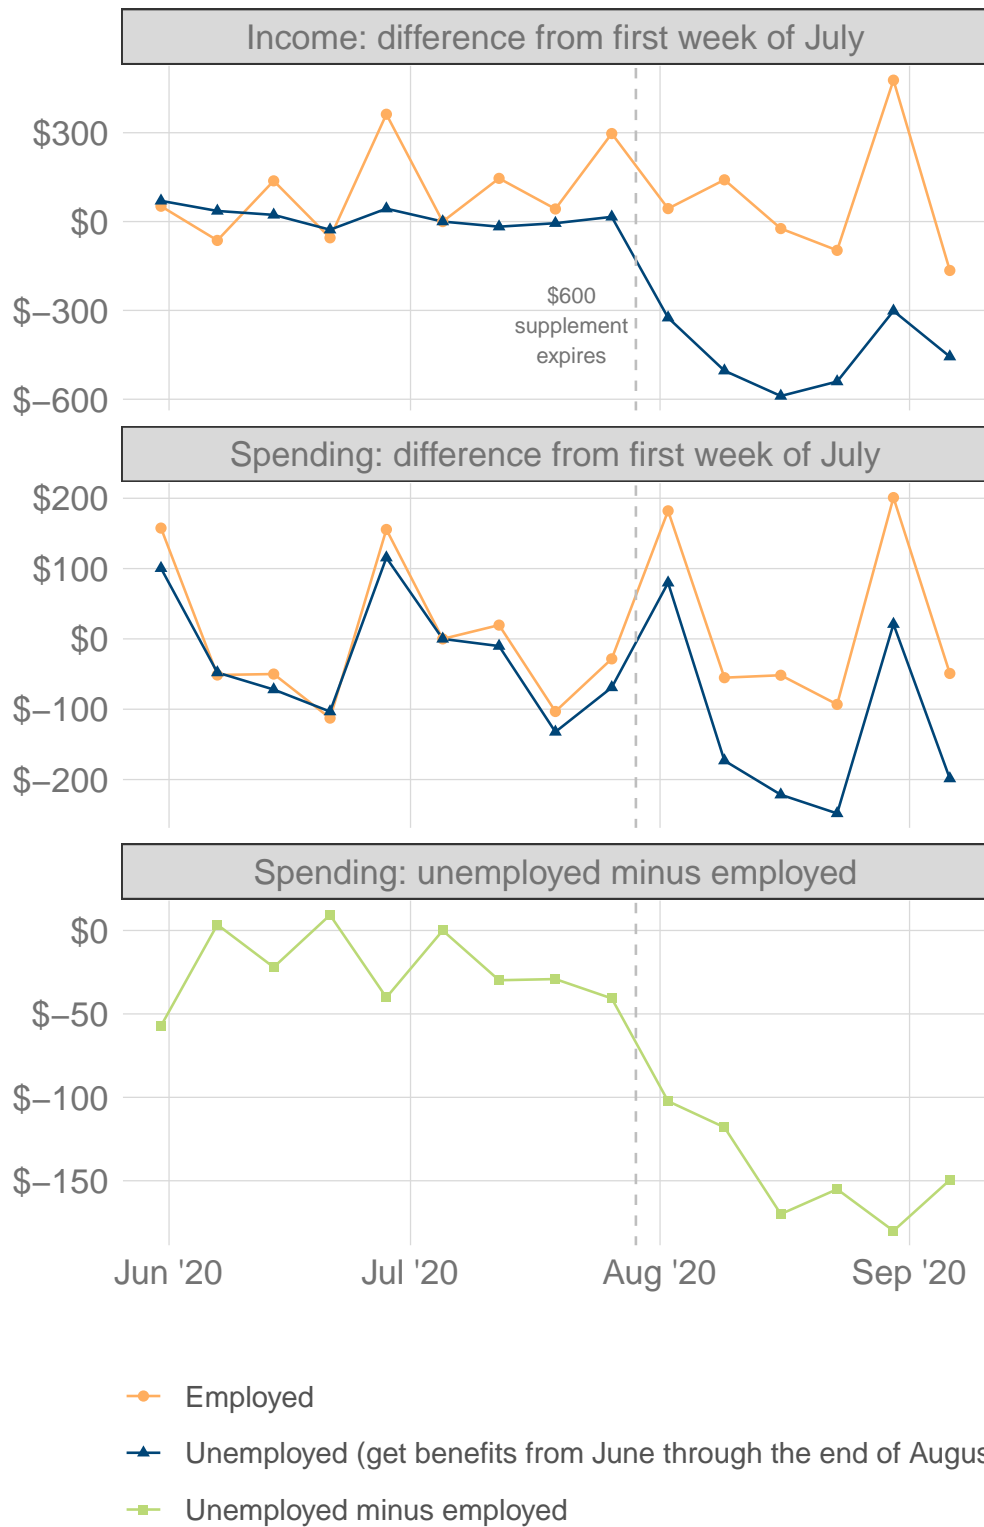 Income: difference from first week of July
$300
$0
$−300
$−600
$600
supplement
expires
Spending: difference from first week of July
$200
$100
$0
$−100
$−200
Spending: unemployed minus employed
$0
$−50
$−100
$−150
Jun '20 Jul '20 Aug '20 Sep '20
Employed
Unemployed (get benefits from June through the end of Augus
Unemployed minus employed